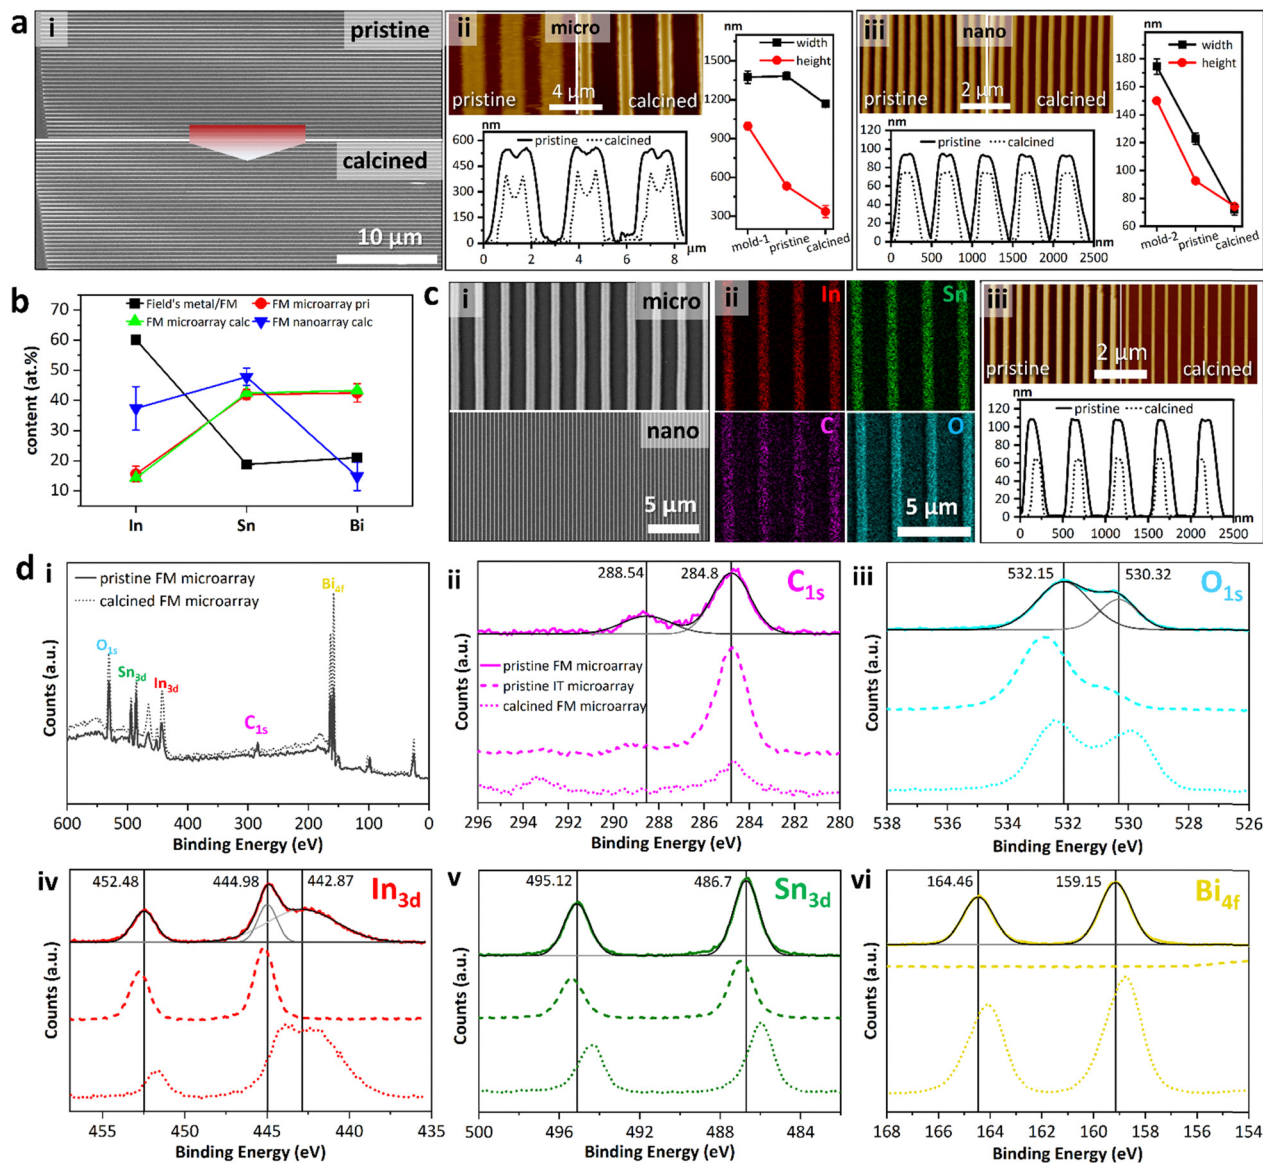 a
i
pristine
calcined
10 μm
ii
micro
pristine
4 μm
calcined
nm
pristine
calcined
600
450
300
150
0
0
2
4
6
8
μm
nm
width
height
1500
1200
900
600
300
mold-1
pristine
calcined
iii
nano
pristine
2 μm
calcined
nm
pristine
calcined
120
100
80
60
40
20
0
0
500
1000
1500
2000
2500
nm
nm
width
height
180
160
140
120
100
80
60
mold-2
pristine
calcined
b
Field's metal/FM
FM microarray pri
FM microarray calc
FM nanoarray calc
content (at.%)
70
60
50
40
30
20
10
In
Sn
Bi
c
i
micro
nano
5 μm
ii
In
Sn
C
O
5 μm
iii
pristine
2 μm
calcined
nm
pristine
calcined
120
100
80
60
40
20
0
0
500
1000
1500
2000
2500
nm
d
i
pristine FM microarray
calcined FM microarray
Bi4f
O1s
Sn3d
In3d
C1s
Counts (a.u.)
600
500
400
300
200
100
0
Binding Energy (eV)
ii
288.54
284.8
C1s
pristine FM microarray
pristine IT microarray
calcined FM microarray
Counts (a.u.)
296
294
292
290
288
286
284
282
280
Binding Energy (eV)
iii
532.15
530.32
O1s
Counts (a.u.)
538
536
534
532
530
528
526
Binding Energy (eV)
iv
452.48
444.98
442.87
In3d
Counts (a.u.)
455
450
445
440
435
Binding Energy (eV)
v
495.12
486.7
Sn3d
Counts (a.u.)
500
496
492
488
484
Binding Energy (eV)
vi
164.46
159.15
Bi4f
Counts (a.u.)
168
166
164
162
160
158
156
154
Binding Energy (eV)